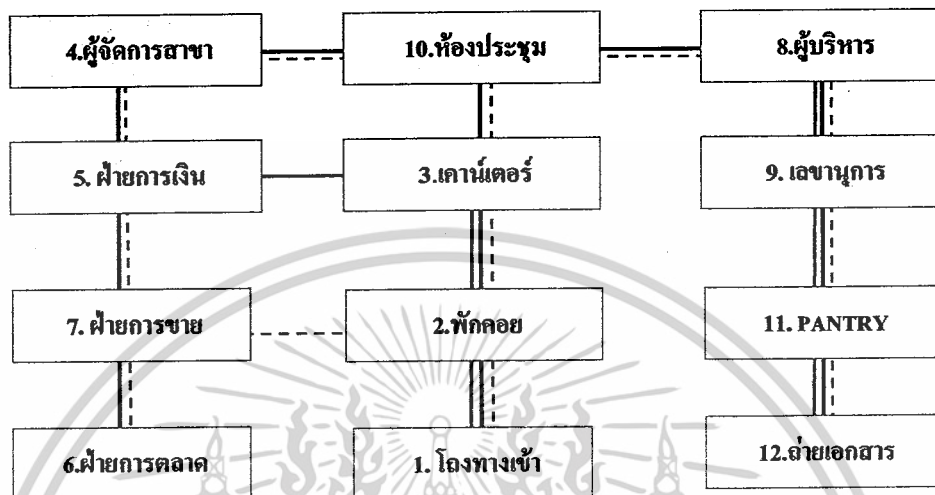 4.ผู้จัดการสาขา
10.ห้องประชุม
8.ผู้บริหาร
5. ฝ่ายการเงิน
3.เคาน์เตอร์
9. เลขานุการ
7. ฝ่ายการขาย
2.พักคอย
11. PANTRY
6.ฝ่ายการตลาด
1. โถงทางเข้า
12.ถ่ายเอกสาร